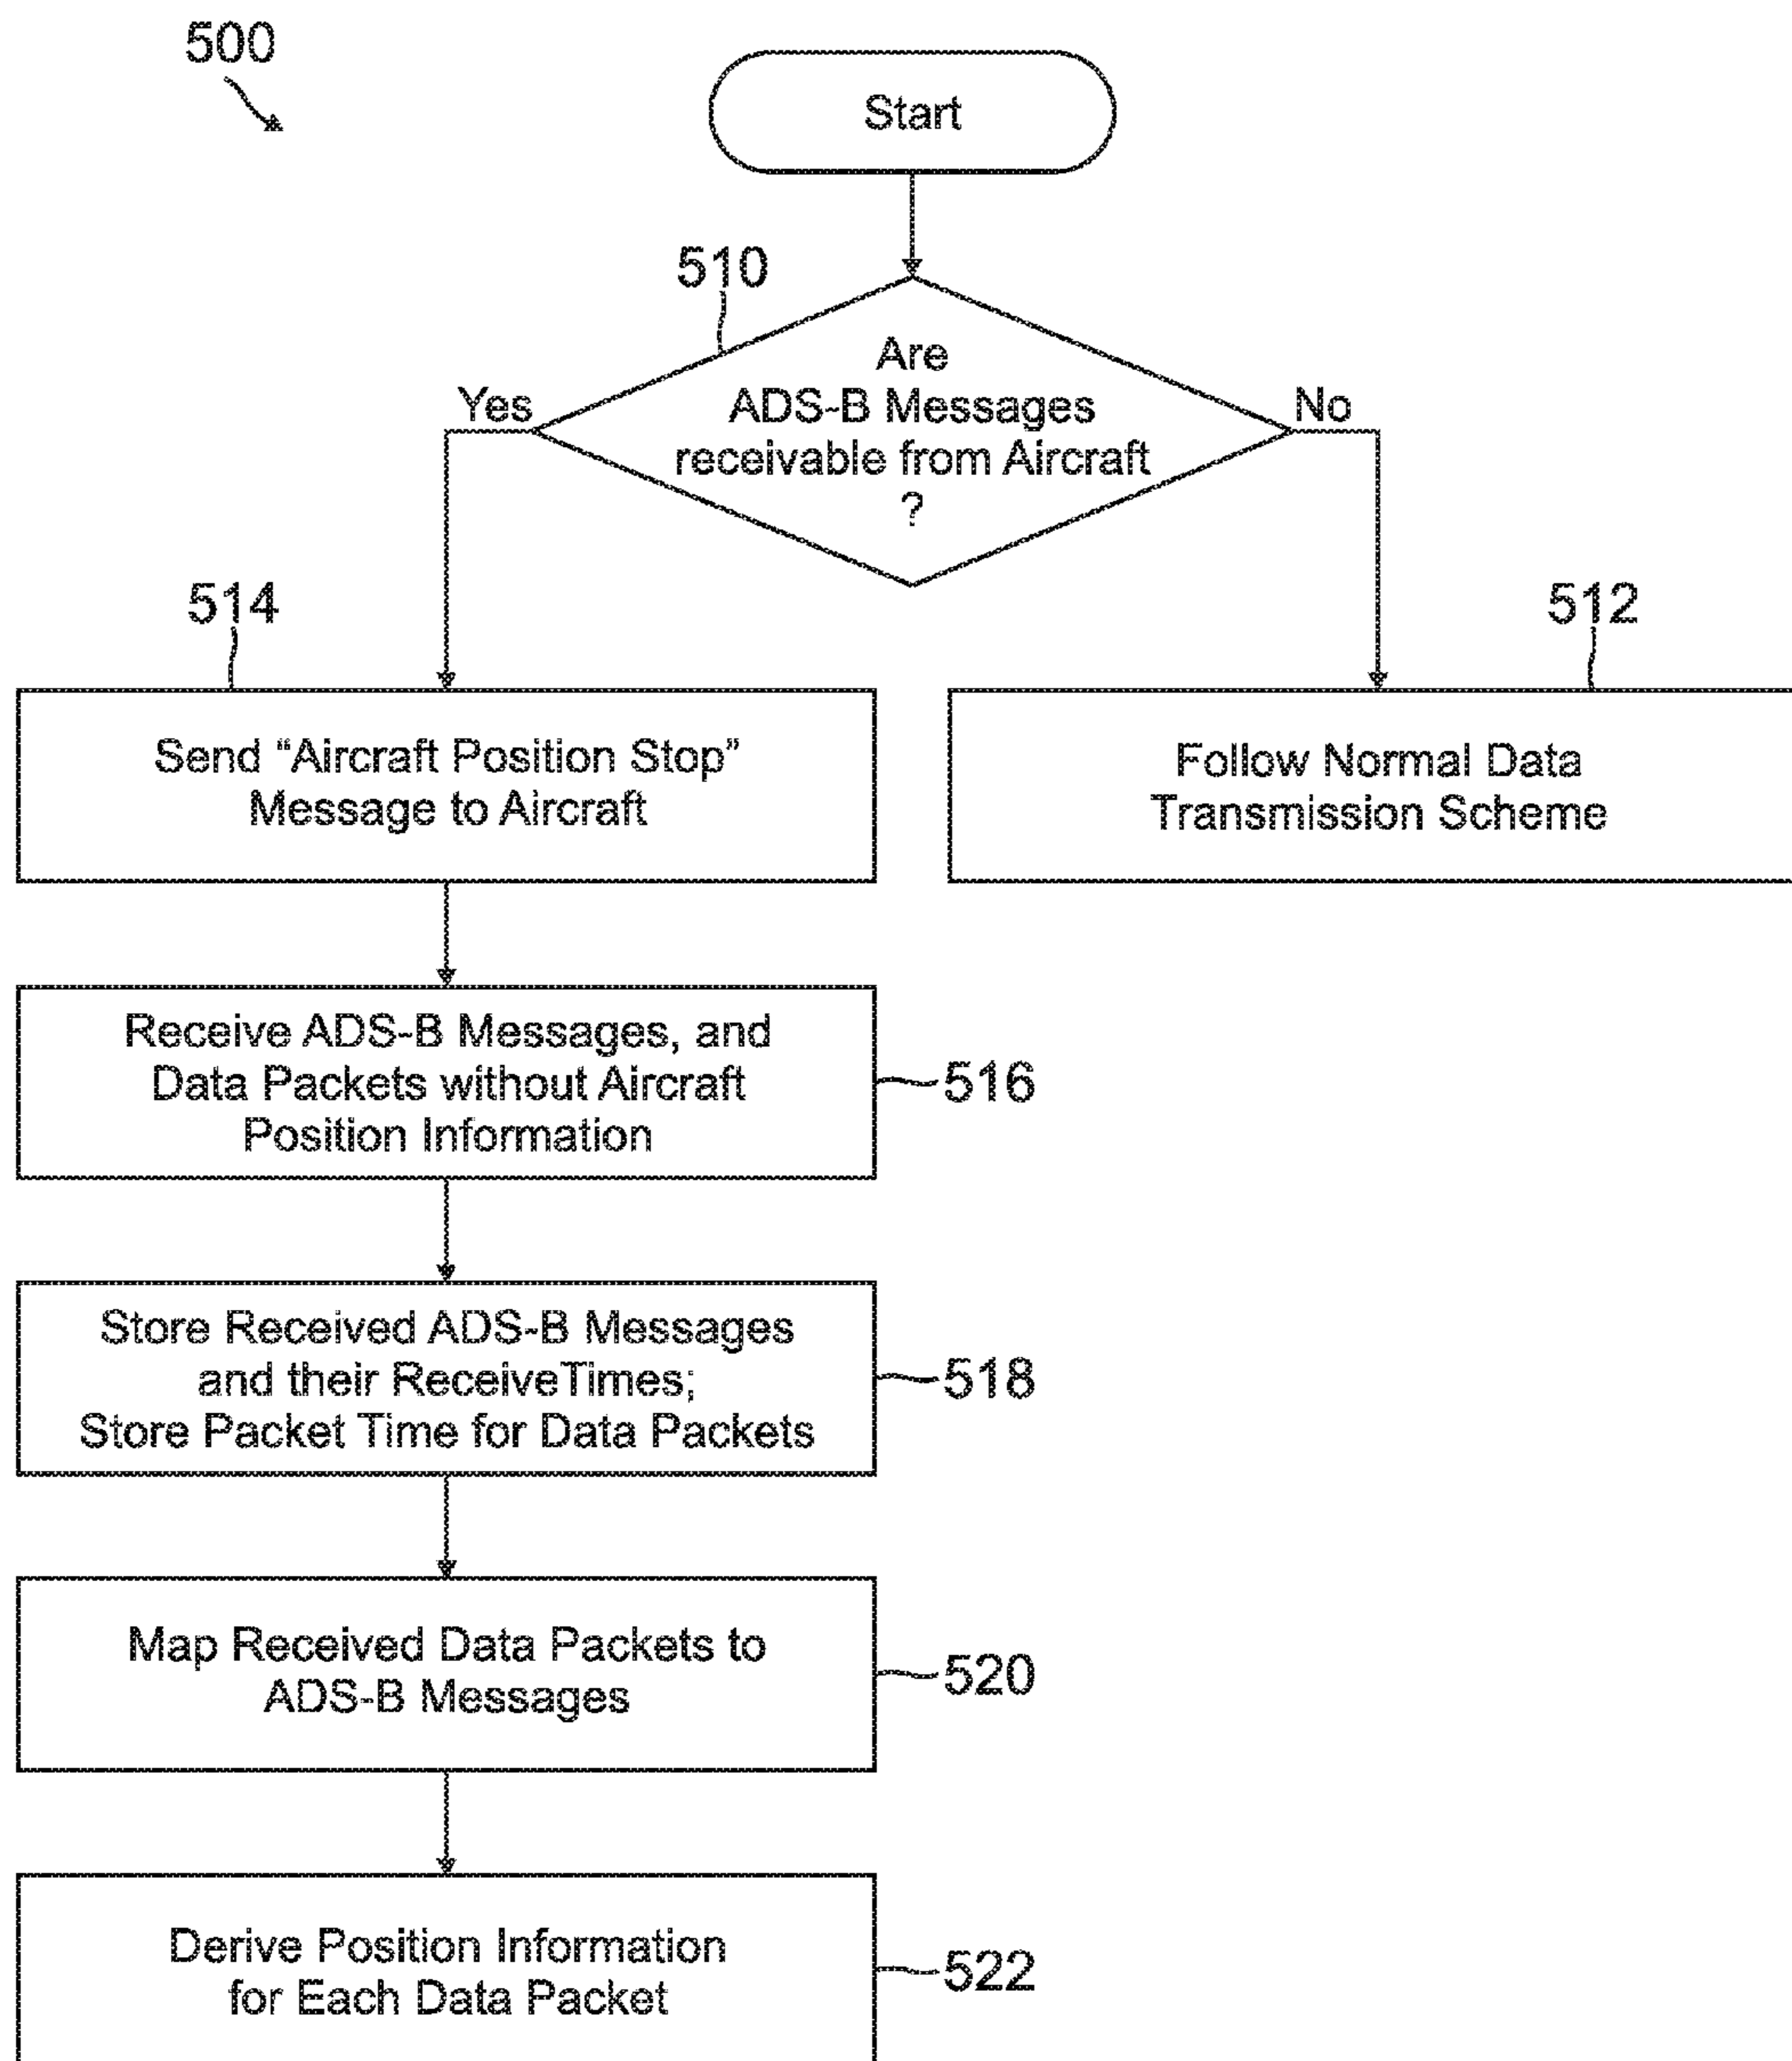 500
Start
510
Are
ADS-B Messages
receivable from Aircraft
?
Yes
No
514
512
Send “Aircraft Position Stop”
Message to Aircraft
Follow Normal Data
Transmission Scheme
Receive ADS-B Messages, and
Data Packets without Aircraft
Position Information
516
Store Received ADS-B Messages
and their ReceiveTimes;
Store Packet Time for Data Packets
518
Map Received Data Packets to
ADS-B Messages
520
Derive Position Information
for Each Data Packet
522